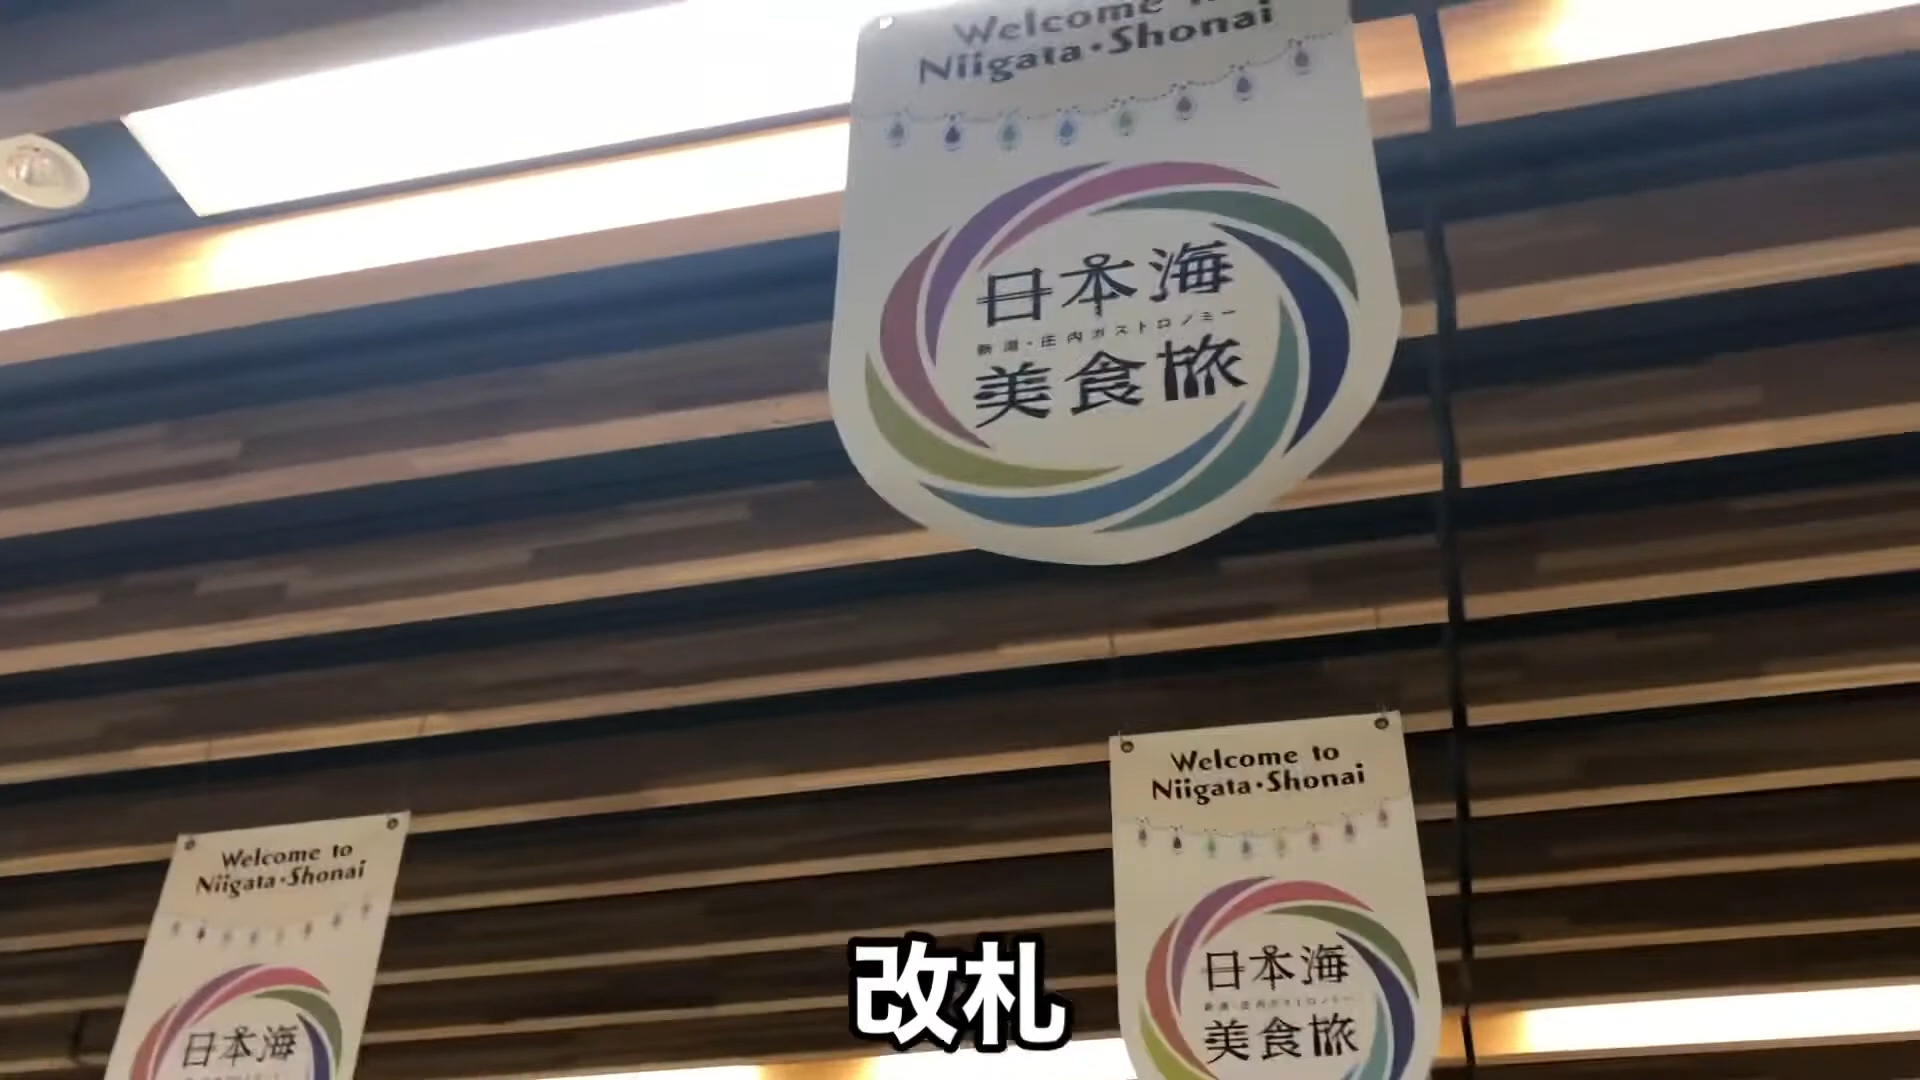 Welcome
Niigata・Shonai
日本海
新潟・庄内ガストロノミー
美食旅
Welcome to
Niigata・Shonai
日本海
新潟・庄内ガストロノミー
美食旅
Welcome to
Niigata・Shonai
日本海
改札